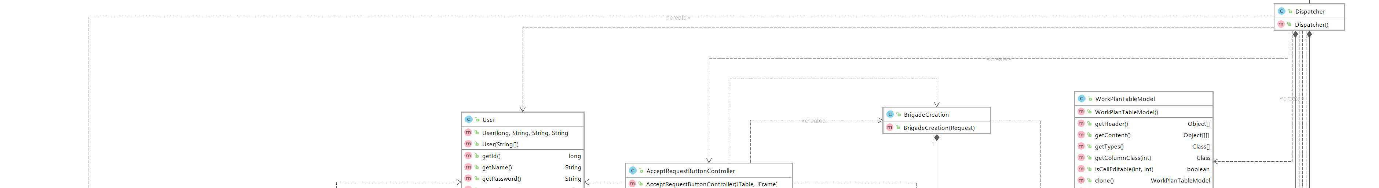 Dispatcher
Dispatcher()
User
User(long, String, String, String)
User(String[])
getId() long
getName() String
getPassword() String
AcceptRequestButtonController
AcceptRequestButtonController(Table, JFrame)
BrigadeCreation
BrigadeCreation(Request)
WorkPlanTableModel
WorkPlanTableModel()
getHeader() Object[]
getContent() Object[][]
getTypes() Class[]
getColumnClass(int) Class
isCellEditable(int, int) boolean
clone() WorkPlanTableModel